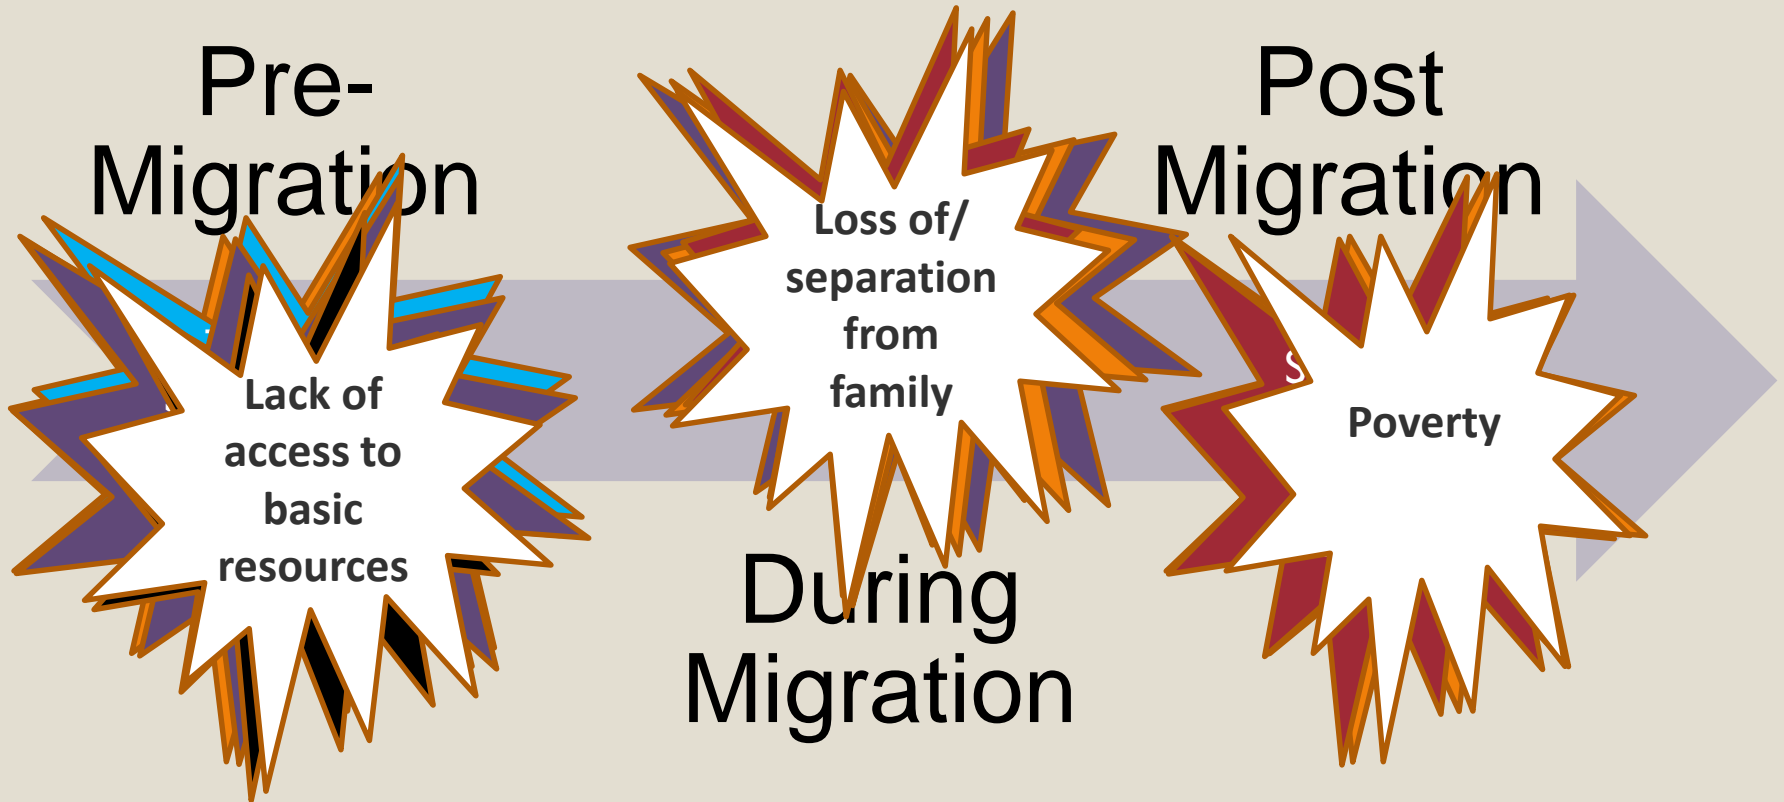 Pre-
Migration
Lack of
access to
basic
resources
Loss of/
separation
from
family
During
Migration
Post
Migration
Poverty